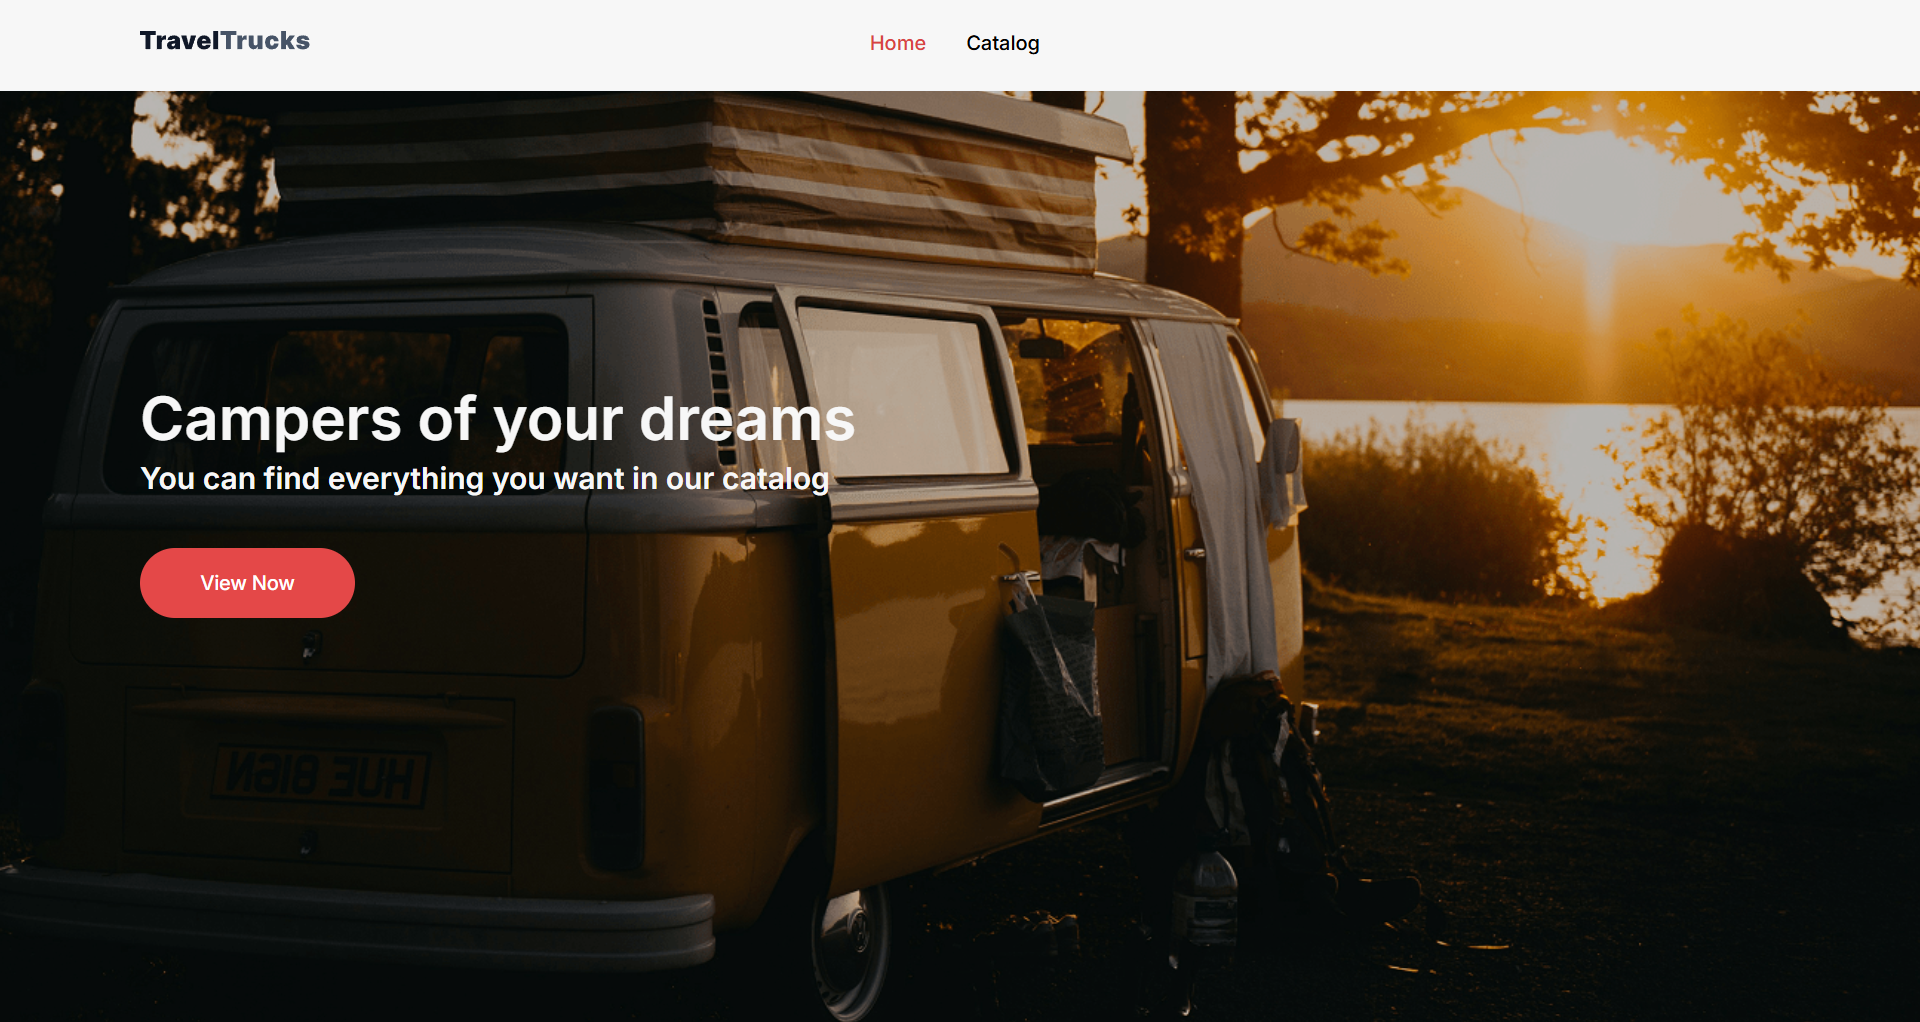 TravelTrucks
Home Catalog
Campers of your dreams
You can find everything you want in our catalog
View Now
HUE 816N